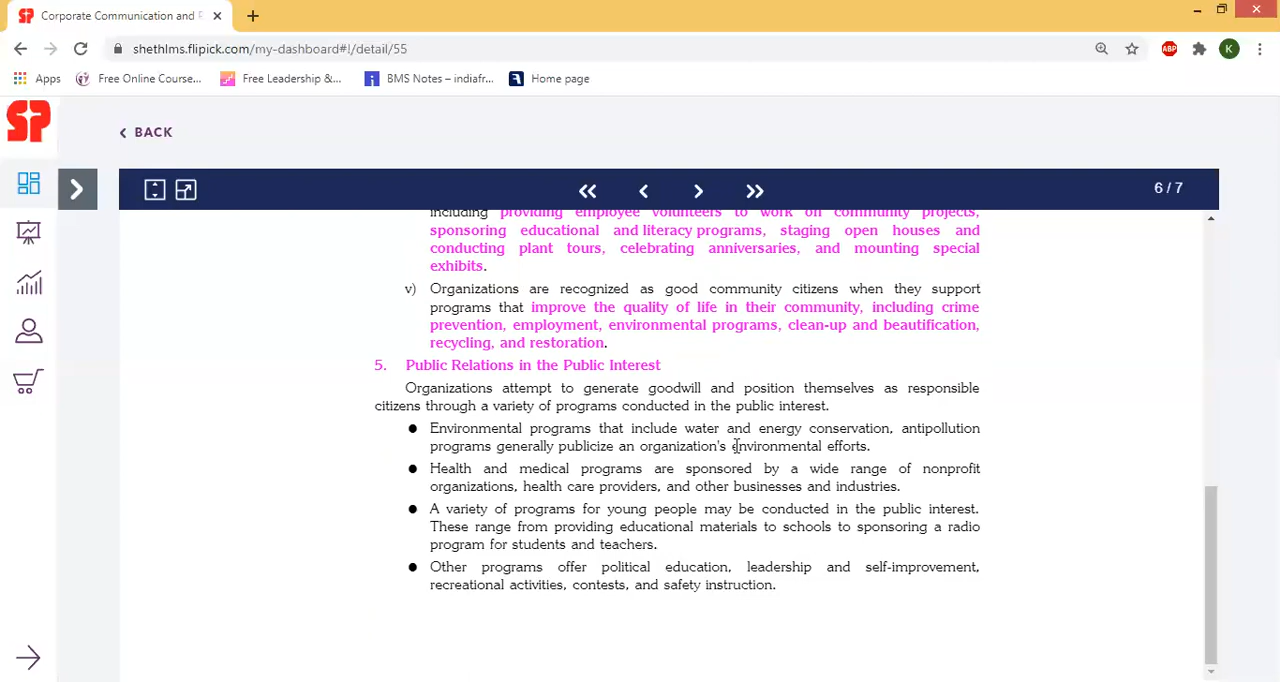 Corporate Communication and F
shethlms.flipick.com/my-dashboard#!/detail/55
ABP
K
Apps
Free Online Course...
Free Leadership &...
BMS Notes – indiafr...
Home page
SP
BACK
6 / 7
including providing employee volunteers to work on community projects,
sponsoring educational and literacy programs, staging open houses and
conducting plant tours, celebrating anniversaries, and mounting special
exhibits.
v) Organizations are recognized as good community citizens when they support
programs that improve the quality of life in their community, including crime
prevention, employment, environmental programs, clean-up and beautification,
recycling, and restoration.
5. Public Relations in the Public Interest
Organizations attempt to generate goodwill and position themselves as responsible
citizens through a variety of programs conducted in the public interest.
● Environmental programs that include water and energy conservation, antipollution
programs generally publicize an organization's environmental efforts.
● Health and medical programs are sponsored by a wide range of nonprofit
organizations, health care providers, and other businesses and industries.
● A variety of programs for young people may be conducted in the public interest.
These range from providing educational materials to schools to sponsoring a radio
program for students and teachers.
● Other programs offer political education, leadership and self-improvement,
recreational activities, contests, and safety instruction.